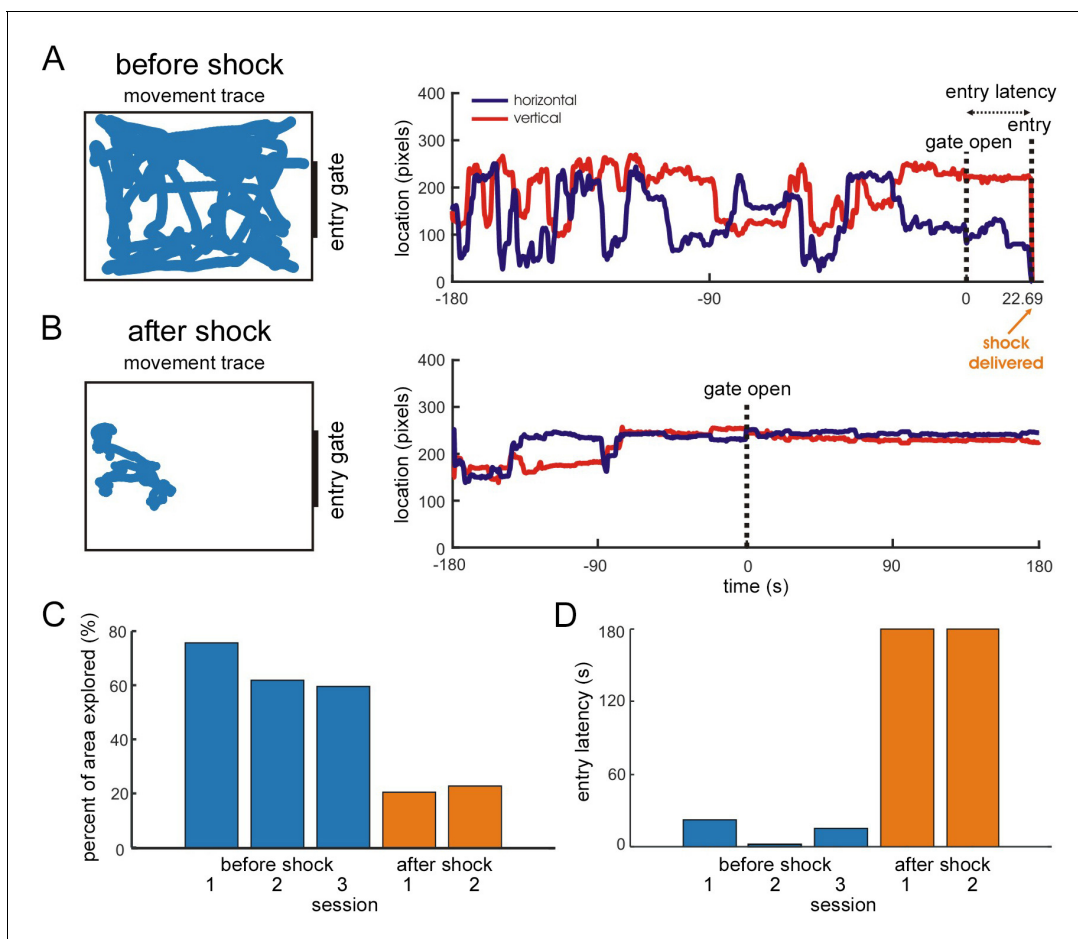 A
before shock
movement trace
entry gate
location (pixels)
400
300
200
100
0
horizontal
vertical
entry latency
entry
gate open
-180
-90
0
22.69
shock
delivered
B
after shock
movement trace
entry gate
location (pixels)
400
300
200
100
0
gate open
-180
-90
0
90
180
time (s)
C
percent of area explored (%)
80
60
40
20
0
before shock
after shock
1
2
3
1
2
session
D
entry latency (s)
180
120
60
0
before shock
after shock
1
2
3
1
2
session